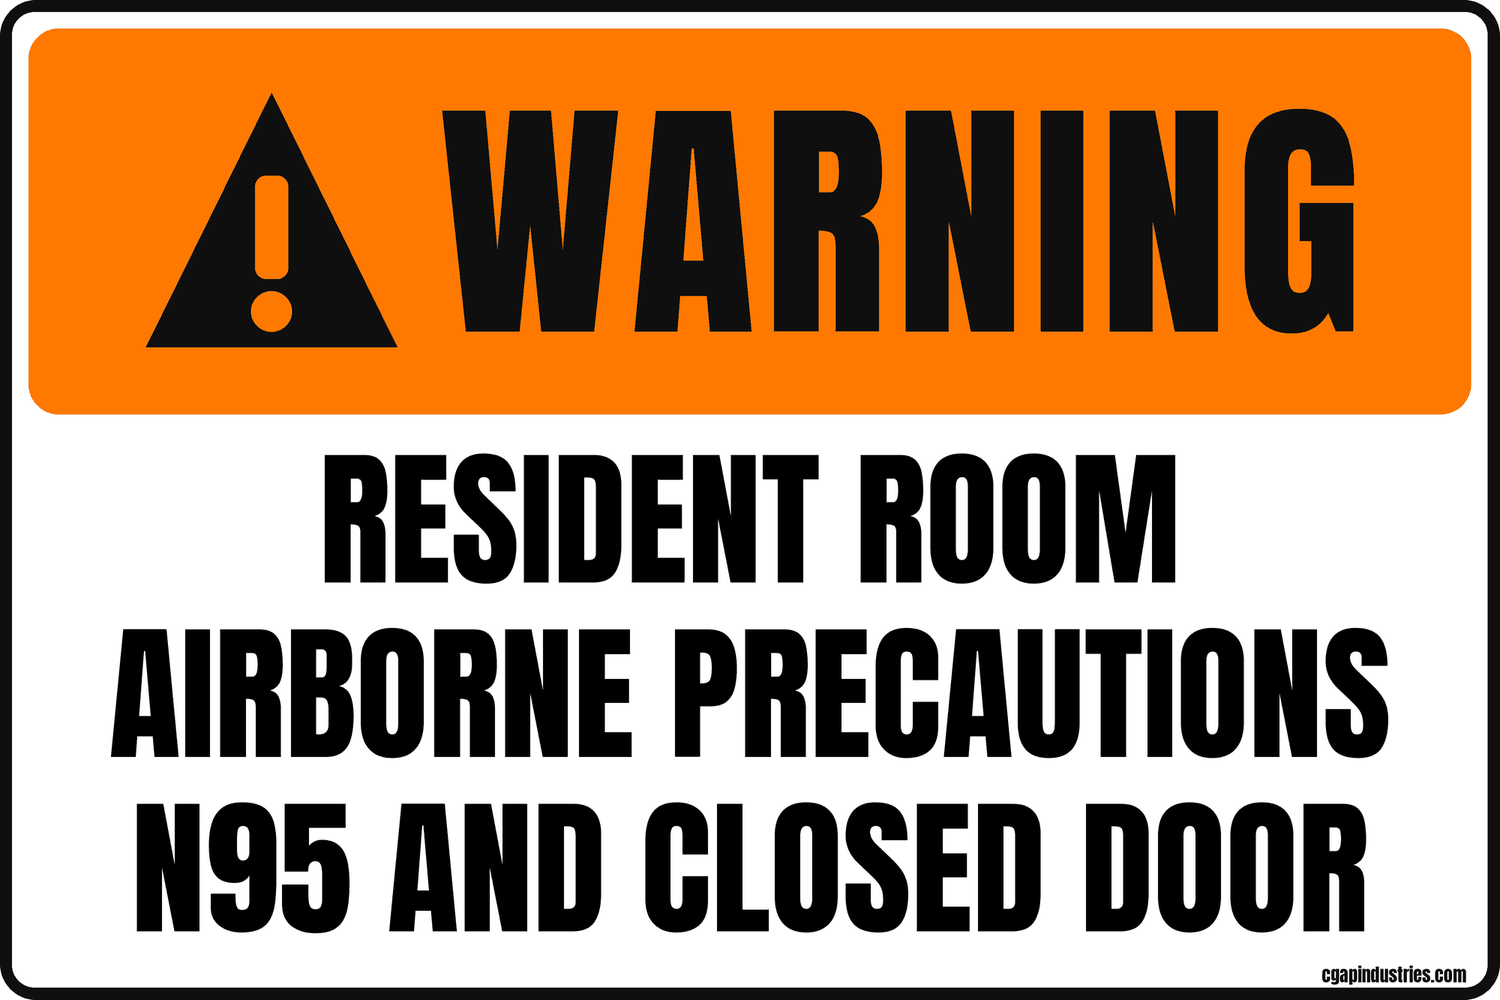 WARNING
RESIDENT ROOM
AIRBORNE PRECAUTIONS
N95 AND CLOSED DOOR
cgapindustries.com